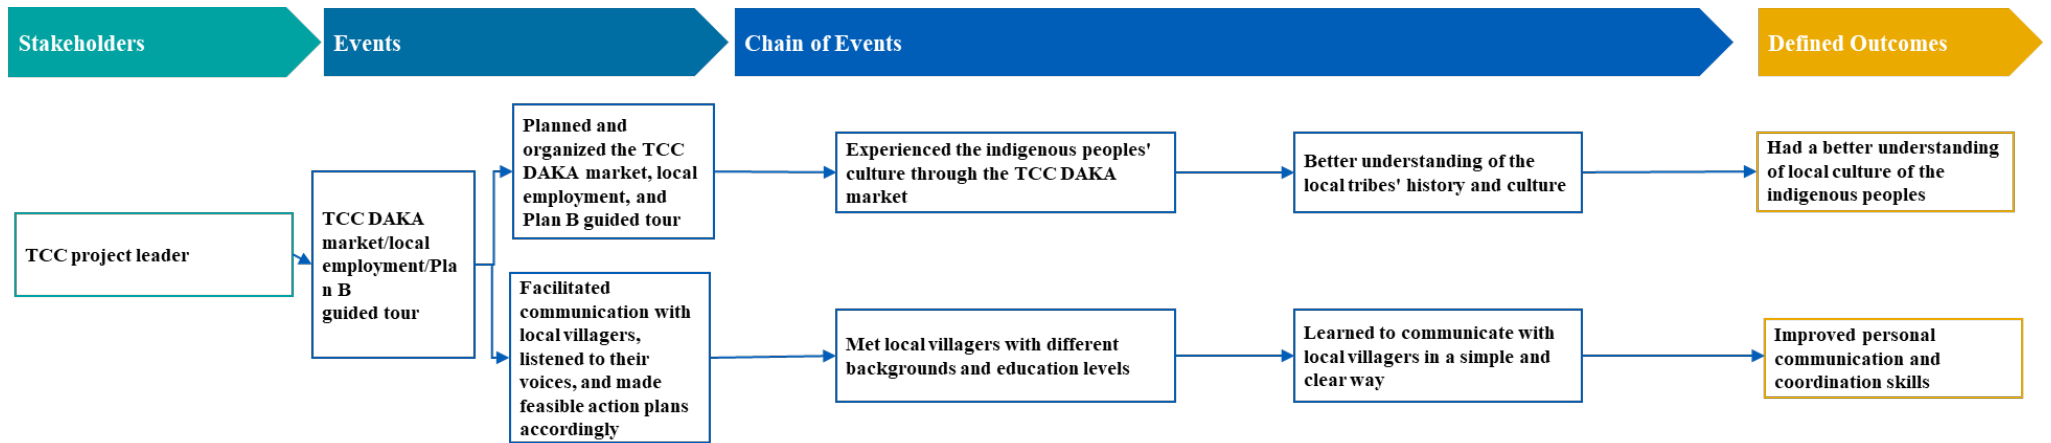 Stakeholders
Events
Chain of Events
Defined Outcomes
TCC project leader
TCC DAKA
market/local
employment/Pla
n B
guided tour
Planned and
organized the TCC
DAKA market, local
employment, and
Plan B guided tour
Experienced the indigenous peoples'
culture through the TCC DAKA
market
Better understanding of the
local tribes' history and culture
Had a better understanding
of local culture of the
indigenous peoples
Facilitated
communication with
local villagers,
listened to their
voices, and made
feasible action plans
accordingly
Met local villagers with different
backgrounds and education levels
Learned to communicate with
local villagers in a simple and
clear way
Improved personal
communication and
coordination skills